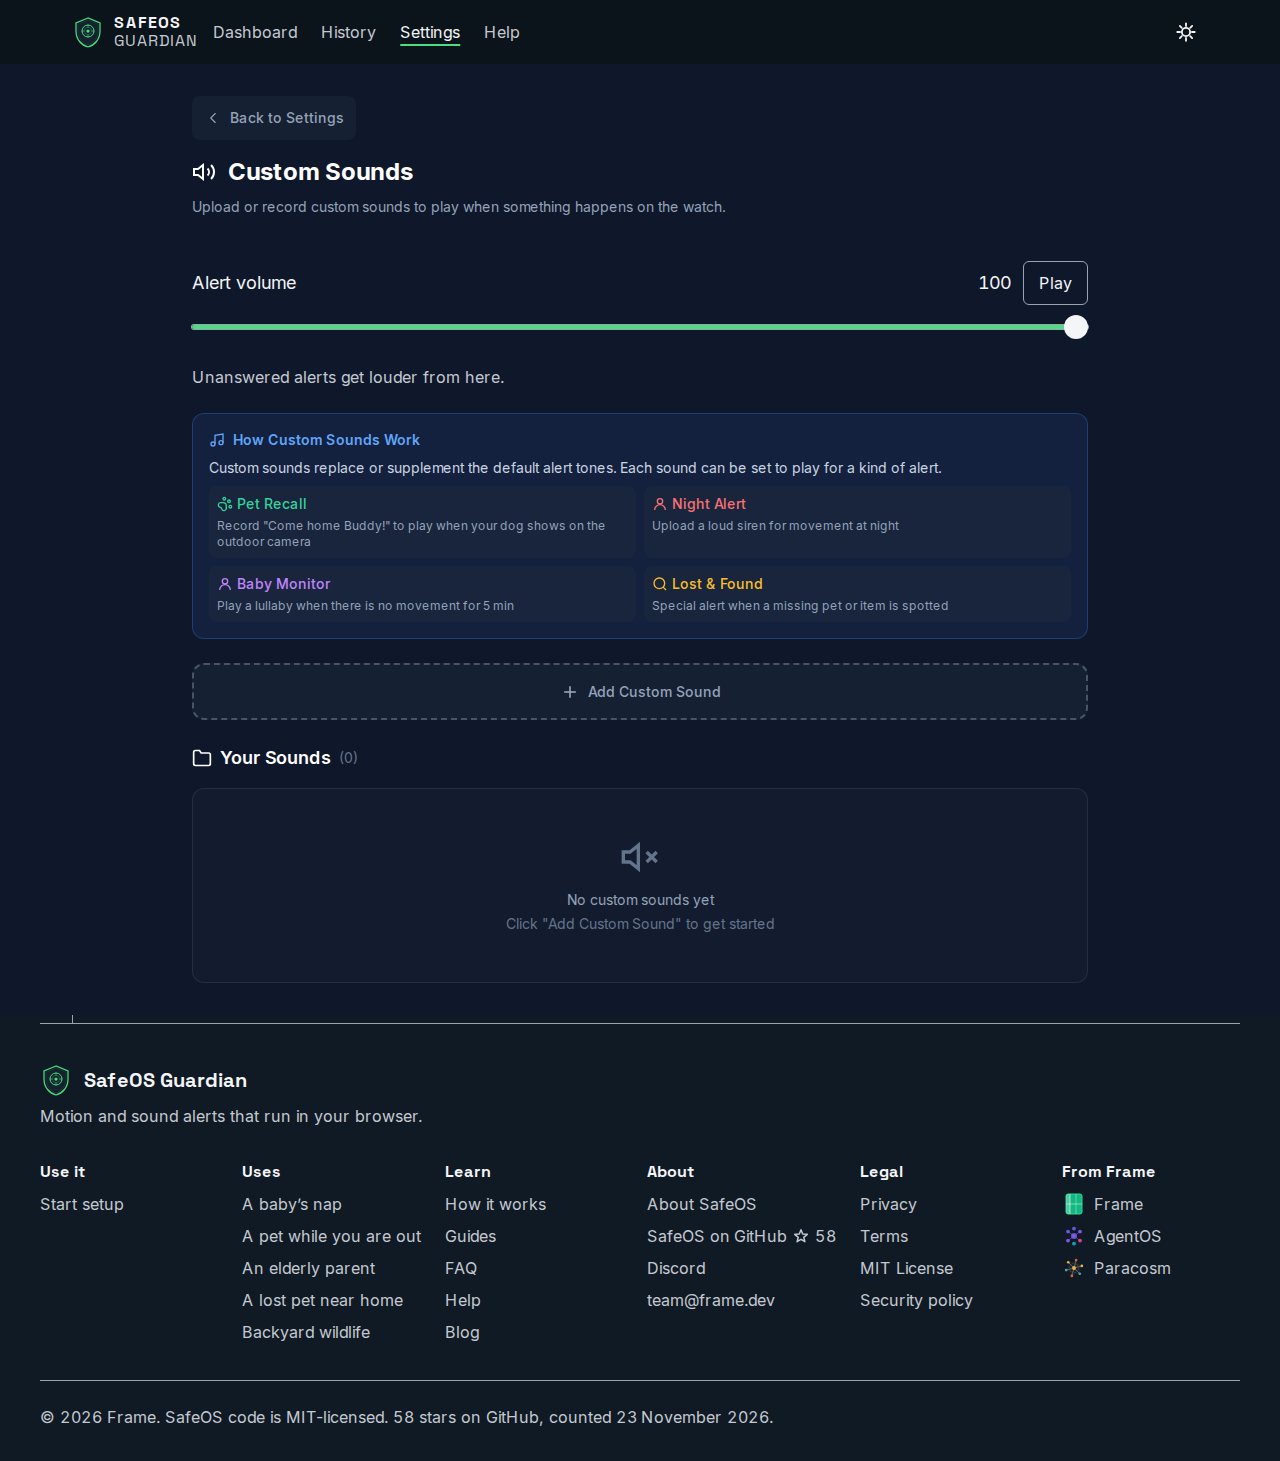 SAFEOS
GUARDIAN
Dashboard
History
Settings
Help
Back to Settings
Custom Sounds
Upload or record custom sounds to play when something happens on the watch.
Alert volume
100
Play
Unanswered alerts get louder from here.
How Custom Sounds Work
Custom sounds replace or supplement the default alert tones. Each sound can be set to play for a kind of alert.
Pet Recall
Record "Come home Buddy!" to play when your dog shows on the
outdoor camera
Night Alert
Upload a loud siren for movement at night
Baby Monitor
Play a lullaby when there is no movement for 5 min
Lost & Found
Special alert when a missing pet or item is spotted
Add Custom Sound
Your Sounds (0)
No custom sounds yet
Click "Add Custom Sound" to get started
SafeOS Guardian
Motion and sound alerts that run in your browser.
Use it
Start setup
Uses
A baby’s nap
A pet while you are out
An elderly parent
A lost pet near home
Backyard wildlife
Learn
How it works
Guides
FAQ
Help
Blog
About
About SafeOS
SafeOS on GitHub ☆ 58
Discord
team@frame.dev
Legal
Privacy
Terms
MIT License
Security policy
From Frame
Frame
AgentOS
Paracosm
© 2026 Frame. SafeOS code is MIT-licensed. 58 stars on GitHub, counted 23 November 2026.